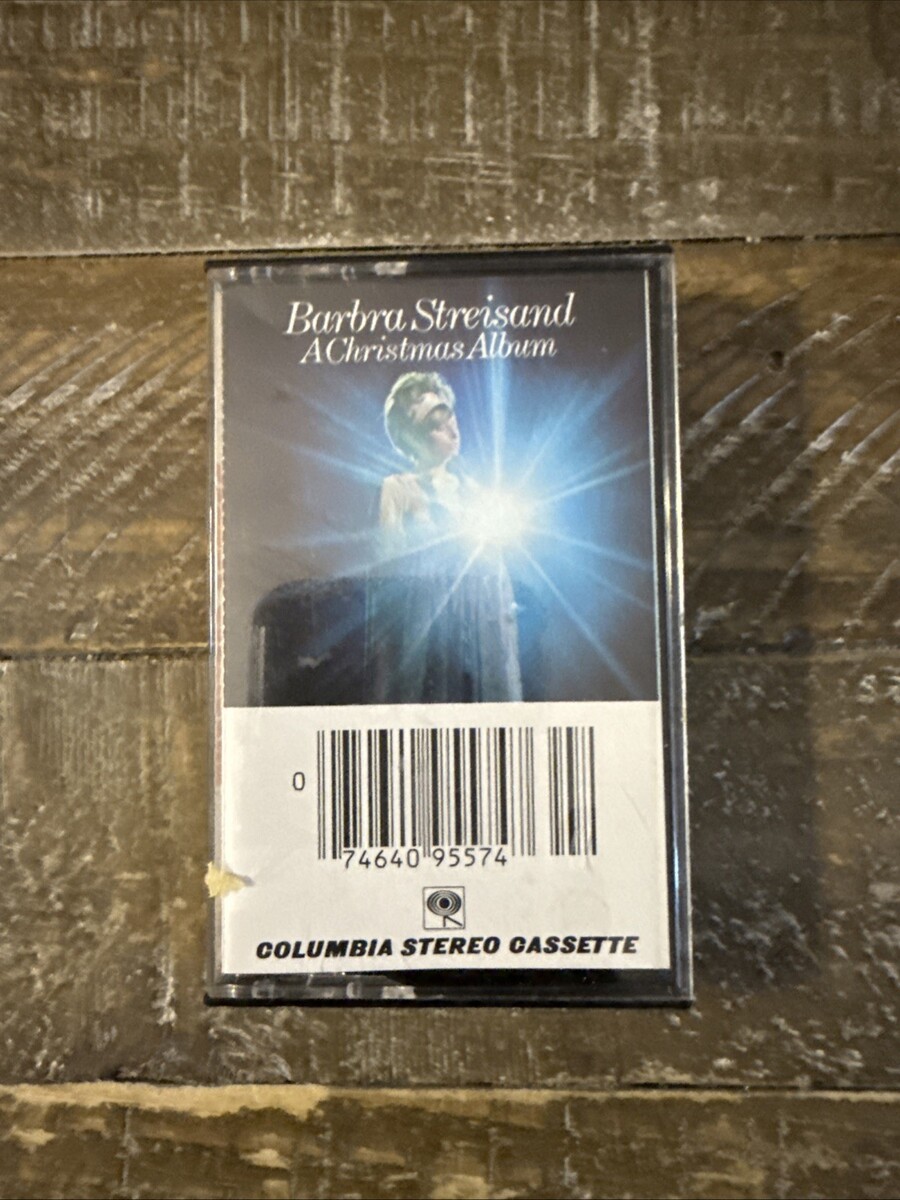 Barbra Streisand
A Christmas Album
0
74640 95574
COLUMBIA STEREO CASSETTE